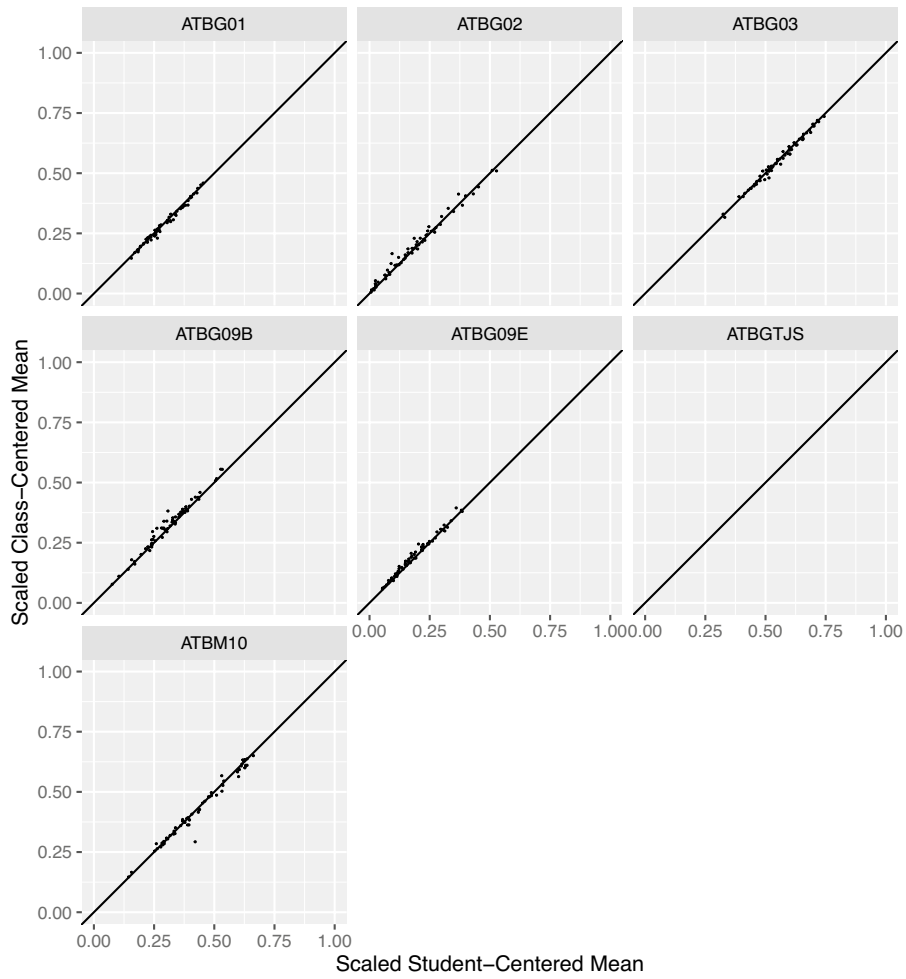 ATBG01 ATBG02 ATBG03
1.00
0.75
0.50
0.25
0.00
ATBG09B ATBG09E ATBGTJS
1.00
0.75
0.50
0.25
0.00
0.00 0.25 0.50 0.75 1.00 0.00 0.25 0.50 0.75 1.00
ATBM10
1.00
0.75
0.50
0.25
0.00
0.00 0.25 0.50 0.75 1.00
Scaled Class−Centered Mean
Scaled Student−Centered Mean